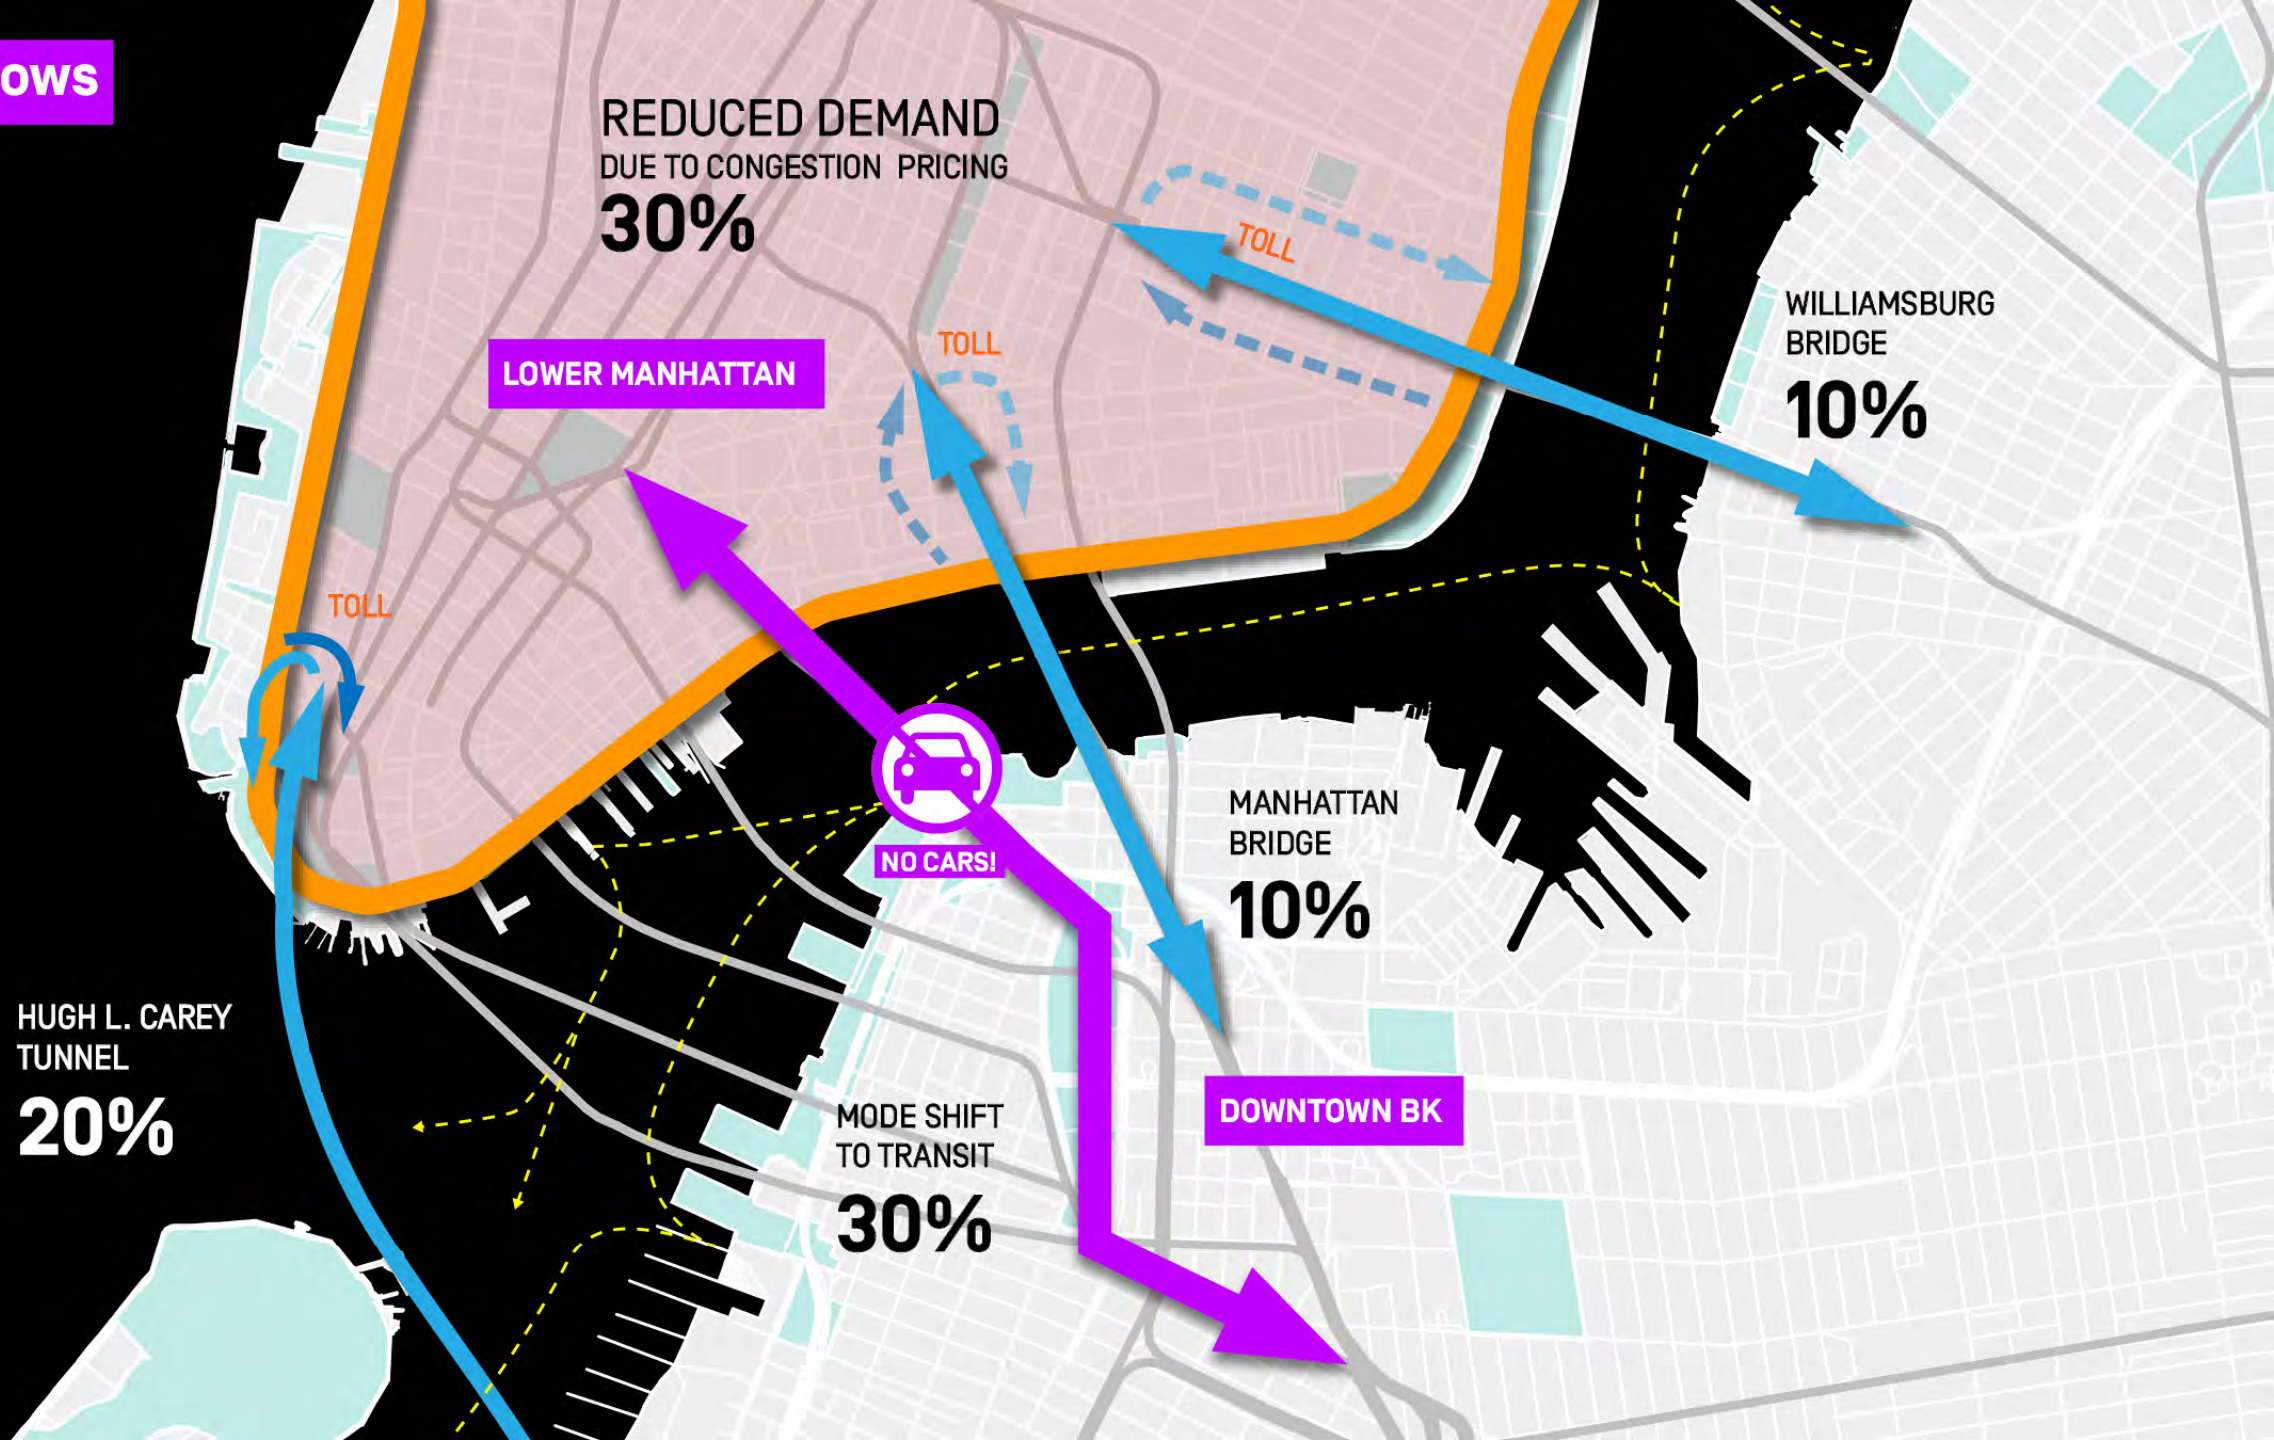 OWS
REDUCED DEMAND
DUE TO CONGESTION PRICING
30%
TOLL
WILLIAMSBURG
BRIDGE
10%
TOLL
LOWER MANHATTAN
TOLL
MANHATTAN
BRIDGE
10%
NO CARS!
HUGH L. CAREY
TUNNEL
20%
MODE SHIFT
TO TRANSIT
30%
DOWNTOWN BK